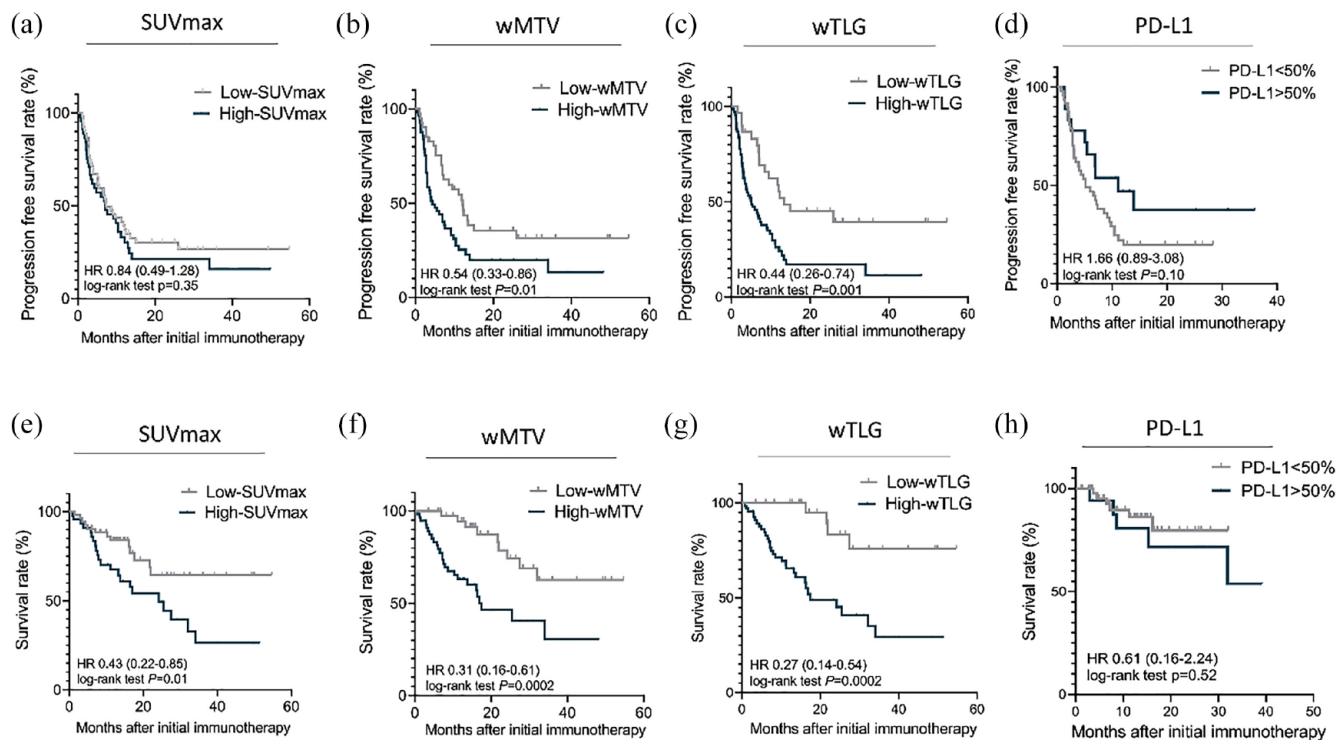 (a)
SUVmax
Low-SUVmax
High-SUVmax
Progression free survival rate (%)
100
50
0
HR 0.84 (0.49-1.28)
log-rank test p=0.35
0 20 40 60
Months after initial immunotherapy
(b)
wMTV
Low-wMTV
High-wMTV
Progression free survival rate (%)
100
50
0
HR 0.54 (0.33-0.86)
log-rank test P=0.01
0 20 40 60
Months after initial immunotherapy
(c)
wTLG
Low-wTLG
High-wTLG
Progression free survival rate (%)
100
50
0
HR 0.44 (0.26-0.74)
log-rank test P=0.001
0 20 40 60
Months after initial immunotherapy
(d)
PD-L1
PD-L1<50%
PD-L1>50%
Progression free survival rate (%)
100
50
0
HR 1.66 (0.89-3.08)
log-rank test P=0.10
0 10 20 30 40
Months after initial immunotherapy
(e)
SUVmax
Low-SUVmax
High-SUVmax
Survival rate (%)
100
50
0
HR 0.43 (0.22-0.85)
log-rank test P=0.01
0 20 40 60
Months after initial immunotherapy
(f)
wMTV
Low-wMTV
High-wMTV
Survival rate (%)
100
50
0
HR 0.31 (0.16-0.61)
log-rank test P=0.0002
0 20 40 60
Months after initial immunotherapy
(g)
wTLG
Low-wTLG
High-wTLG
Survival rate (%)
100
50
0
HR 0.27 (0.14-0.54)
log-rank test P=0.0002
0 20 40 60
Months after initial immunotherapy
(h)
PD-L1
PD-L1<50%
PD-L1>50%
Survival rate (%)
100
50
0
HR 0.61 (0.16-2.24)
log-rank test p=0.52
0 10 20 30 40 50
Months after initial immunotherapy